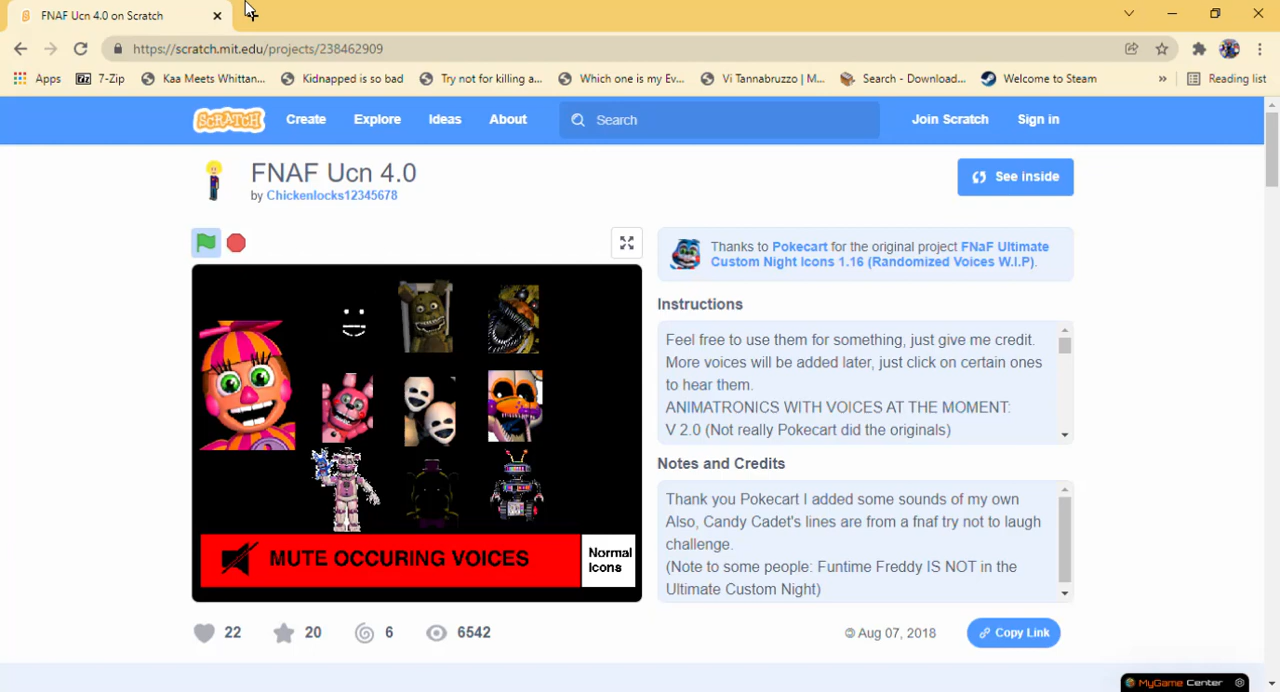 FNAF Ucn 4.0 on Scratch
https://scratch.mit.edu/projects/238462909
Apps 7-Zip Kaa Meets Whittan... Kidnapped is so bad Try not for killing a... Which one is my Ev... Vi Tannabruzzo | M... Search - Download... Welcome to Steam » Reading list
SCRATCH Create Explore Ideas About Search Join Scratch Sign in
FNAF Ucn 4.0
by Chickenlocks12345678
See inside
Thanks to Pokecart for the original project FNaF Ultimate
Custom Night Icons 1.16 (Randomized Voices W.I.P).
Instructions
Feel free to use them for something, just give me credit.
More voices will be added later, just click on certain ones
to hear them.
ANIMATRONICS WITH VOICES AT THE MOMENT:
V 2.0 (Not really Pokecart did the originals)
Notes and Credits
Thank you Pokecart I added some sounds of my own
Also, Candy Cadet's lines are from a fnaf try not to laugh
challenge.
(Note to some people: Funtime Freddy IS NOT in the
Ultimate Custom Night)
MUTE OCCURING VOICES
Normal
Icons
22 20 6 6542
Aug 07, 2018
Copy Link
MyGame Center